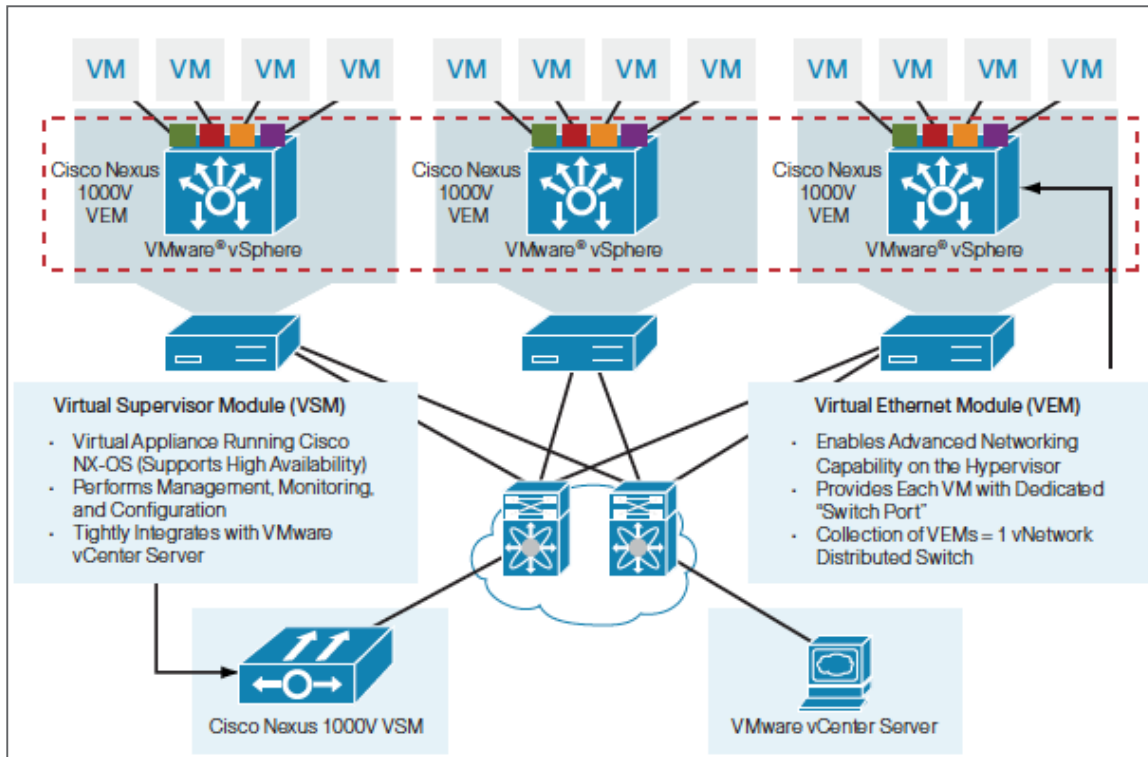 VM VM VM VM VM VM VM VM VM VM VM VM
Cisco Nexus
1000V
VEM
VMware® vSphere
Cisco Nexus
1000V
VEM
VMware® vSphere
Cisco Nexus
1000V
VEM
VMware® vSphere
Virtual Supervisor Module (VSM)
· Virtual Appliance Running Cisco
NX-OS (Supports High Availability)
· Performs Management, Monitoring,
and Configuration
· Tightly Integrates with VMware
vCenter Server
Virtual Ethernet Module (VEM)
· Enables Advanced Networking
Capability on the Hypervisor
· Provides Each VM with Dedicated
“Switch Port”
· Collection of VEMs = 1 vNetwork
Distributed Switch
Cisco Nexus 1000V VSM
VMware vCenter Server